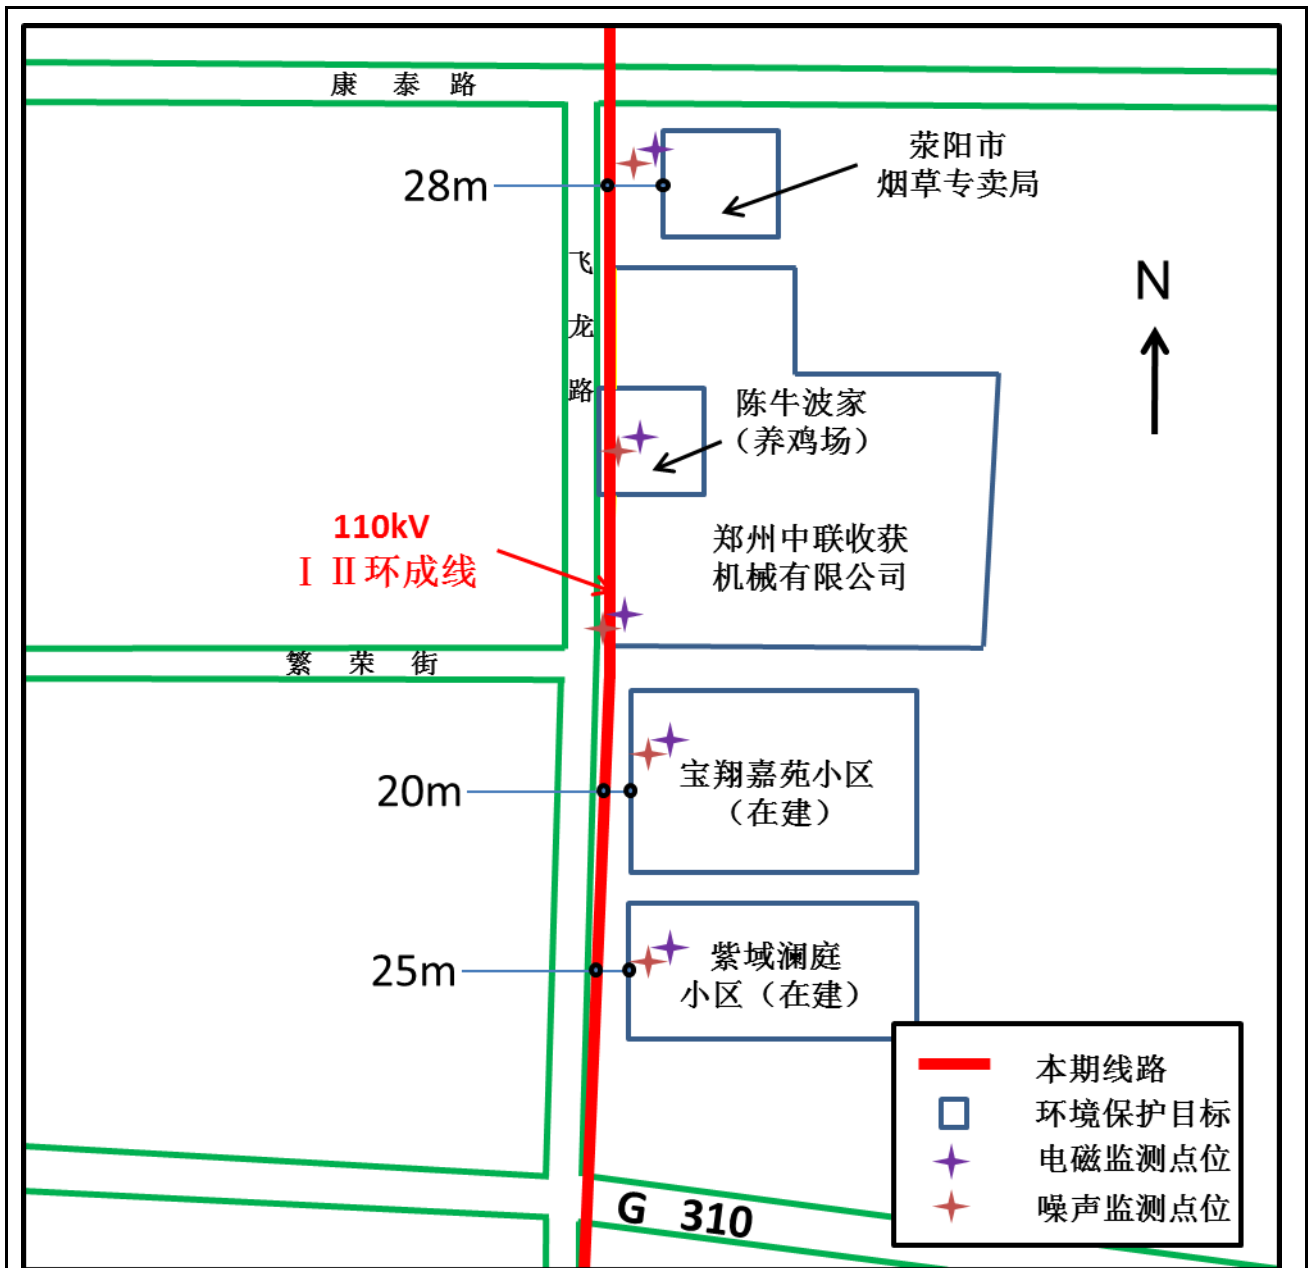 康 泰 路
荥阳市
烟草专卖局
28m
飞
龙
路
N
陈牛波家
（养鸡场）
110kV
Ⅰ Ⅱ环成线
郑州中联收获
机械有限公司
繁 荣 街
宝翔嘉苑小区
（在建）
20m
紫域澜庭
小区（在建）
25m
本期线路
环境保护目标
电磁监测点位
噪声监测点位
G 310